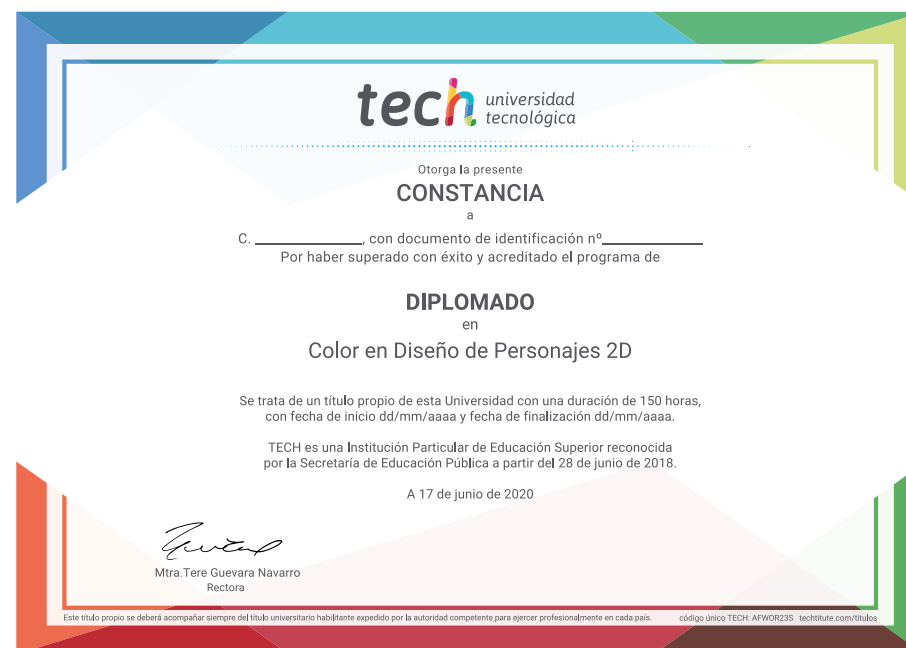 tech universidad
tecnológica
Otorga la presente
CONSTANCIA
a
C. ____________, con documento de identificación nº____________
Por haber superado con éxito y acreditado el programa de
DIPLOMADO
en
Color en Diseño de Personajes 2D
Se trata de un título propio de esta Universidad con una duración de 150 horas,
con fecha de inicio dd/mm/aaaa y fecha de finalización dd/mm/aaaa.
TECH es una Institución Particular de Educación Superior reconocida
por la Secretaría de Educación Pública a partir del 28 de junio de 2018.
A 17 de junio de 2020
Mtra.Tere Guevara Navarro
Rectora
Este título propio se deberá acompañar siempre del título universitario habilitante expedido por la autoridad competente para ejercer profesionalmente en cada país. código único TECH: AFWOR23S techtitute.com/titulos